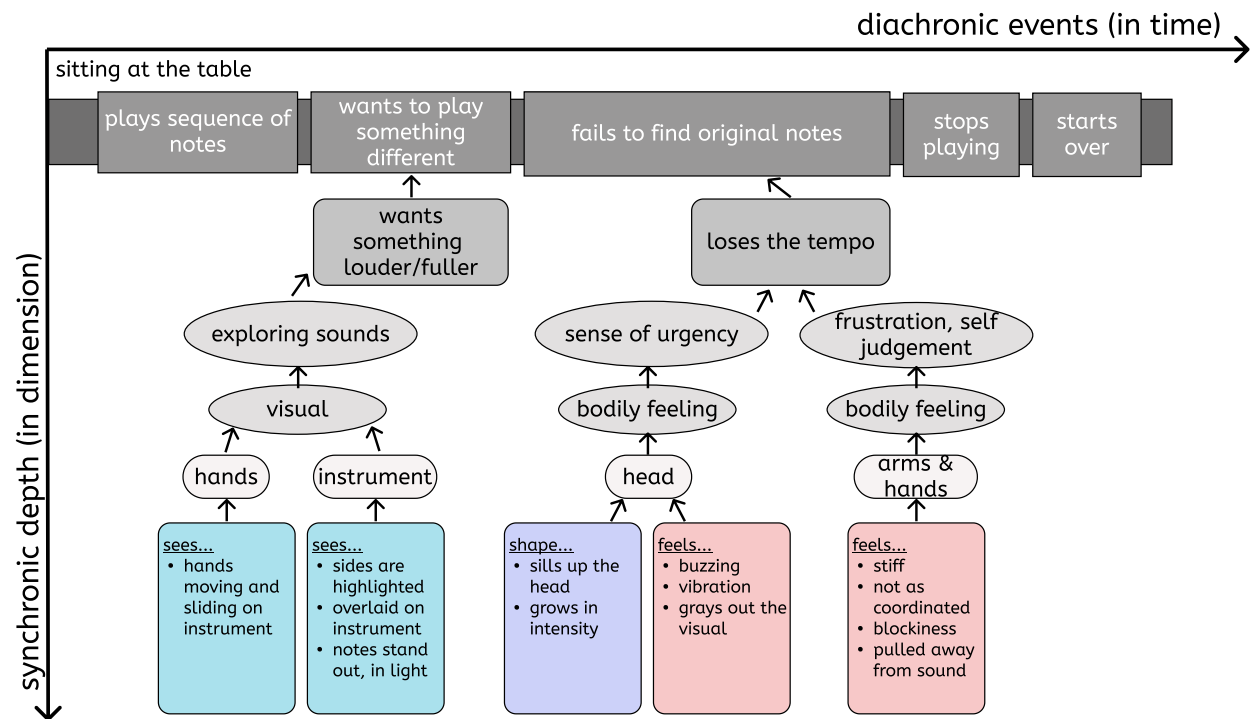 diachronic events (in time)
sitting at the table
plays sequence of
notes
wants to play
something
different
fails to find original notes
stops
playing
starts
over
wants
something
louder/fuller
loses the tempo
synchronic depth (in dimension)
exploring sounds
sense of urgency
frustration, self
judgement
visual
bodily feeling
bodily feeling
hands
instrument
head
arms &
hands
sees...
• hands
moving and
sliding on
instrument
sees...
• sides are
highlighted
• overlaid on
instrument
• notes stand
out, in light
shape...
• sills up the
head
• grows in
intensity
feels...
• buzzing
• vibration
• grays out the
visual
feels...
• stiff
• not as
coordinated
• blockiness
• pulled away
from sound